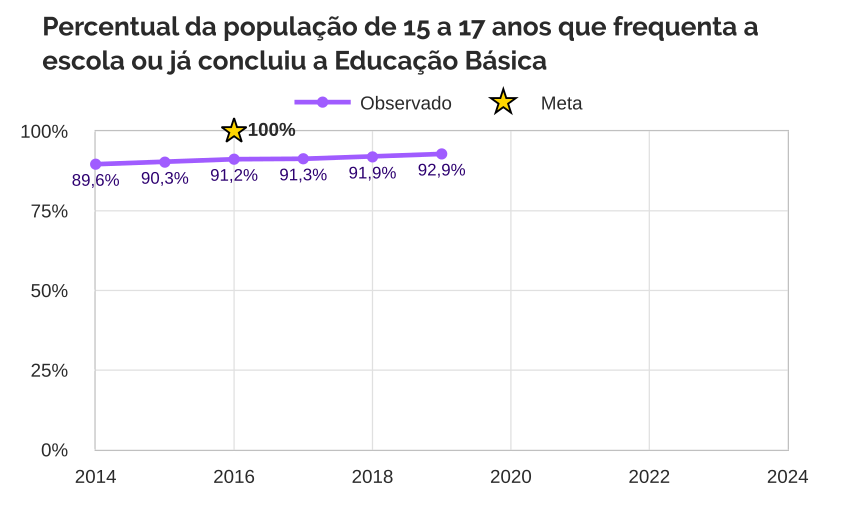 Percentual da população de 15 a 17 anos que frequenta a
escola ou já concluiu a Educação Básica
Observado Meta
100%
100%
89,6% 90,3% 91,2% 91,3% 91,9% 92,9%
75%
50%
25%
0%
2014 2016 2018 2020 2022 2024